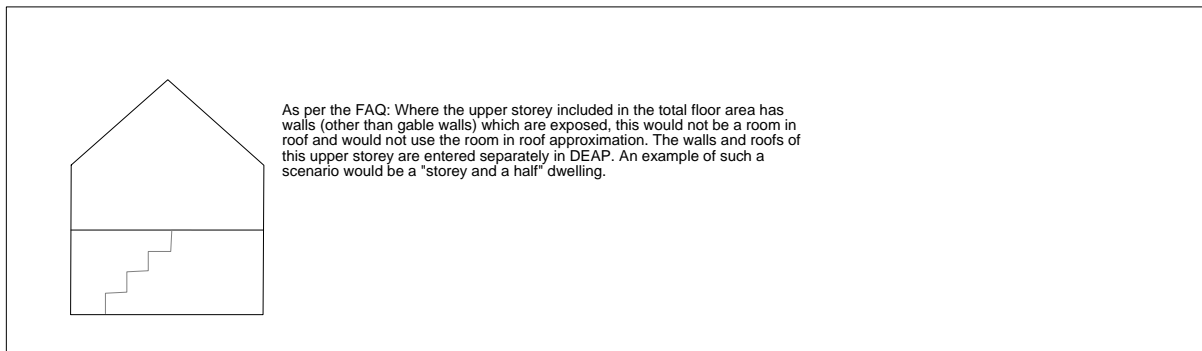 As per the FAQ: Where the upper storey included in the total floor area has
walls (other than gable walls) which are exposed, this would not be a room in
roof and would not use the room in roof approximation. The walls and roofs of
this upper storey are entered separately in DEAP. An example of such a
scenario would be a "storey and a half" dwelling.